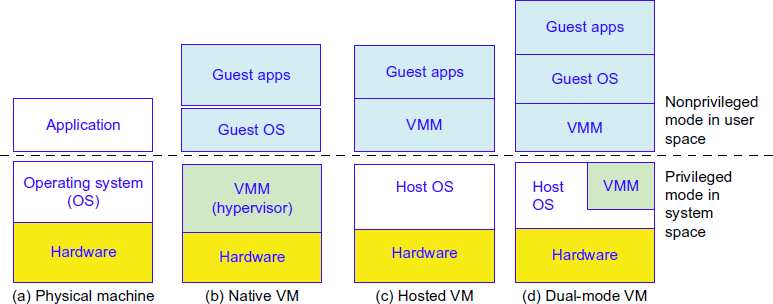 Guest apps
Guest apps
Guest apps
Guest OS
Application
Guest OS
VMM
VMM
Nonprivileged
mode in user
space
Operating system
(OS)
VMM
(hypervisor)
Host OS
Host
OS
VMM
Privileged
mode in
system
space
Hardware
Hardware
Hardware
Hardware
(a) Physical machine
(b) Native VM
(c) Hosted VM
(d) Dual-mode VM